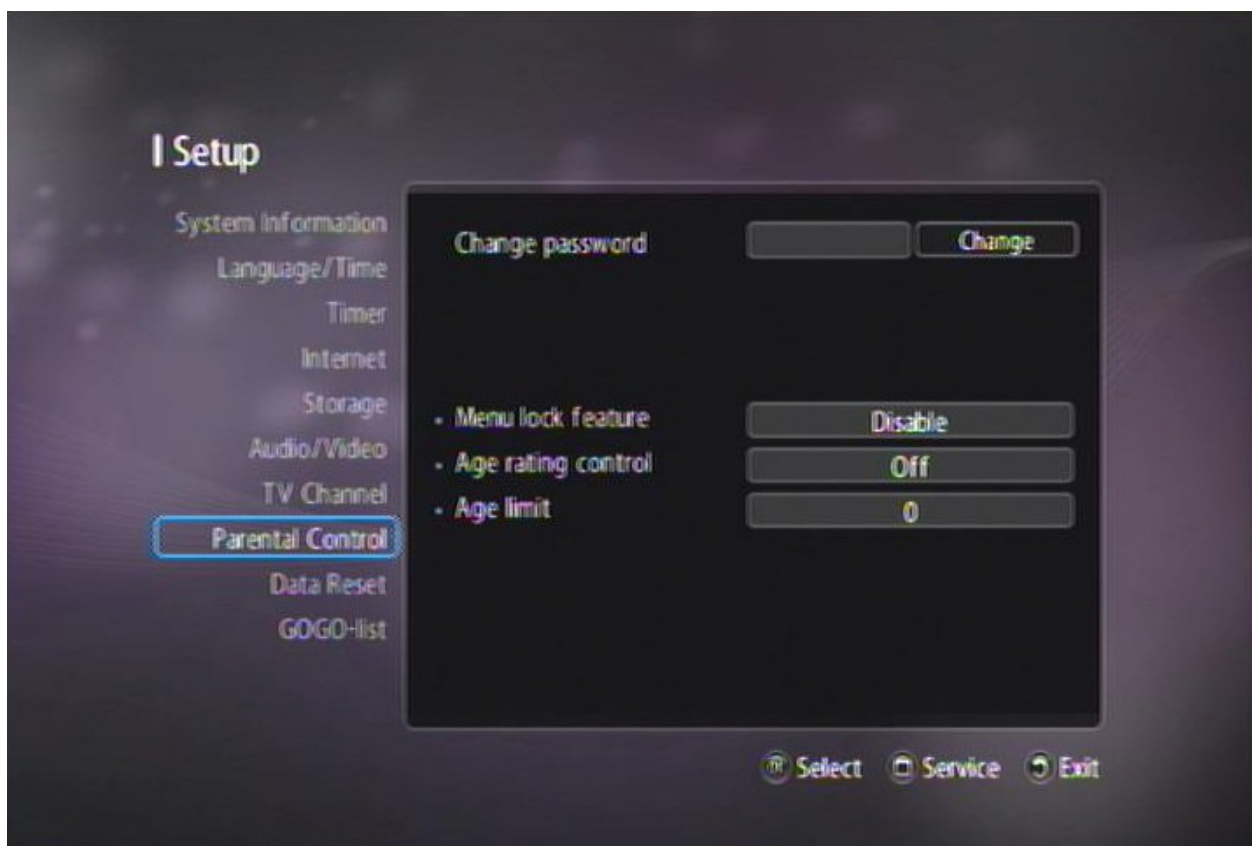 Setup
System Information
Language/Time
Timer
Internet
Storage
Audio/Video
TV Channel
Parental Control
Data Reset
GOGO-list
Change password
Change
Menu lock feature
Disable
Age rating control
Off
Age limit
0
OK Select
Service
Exit